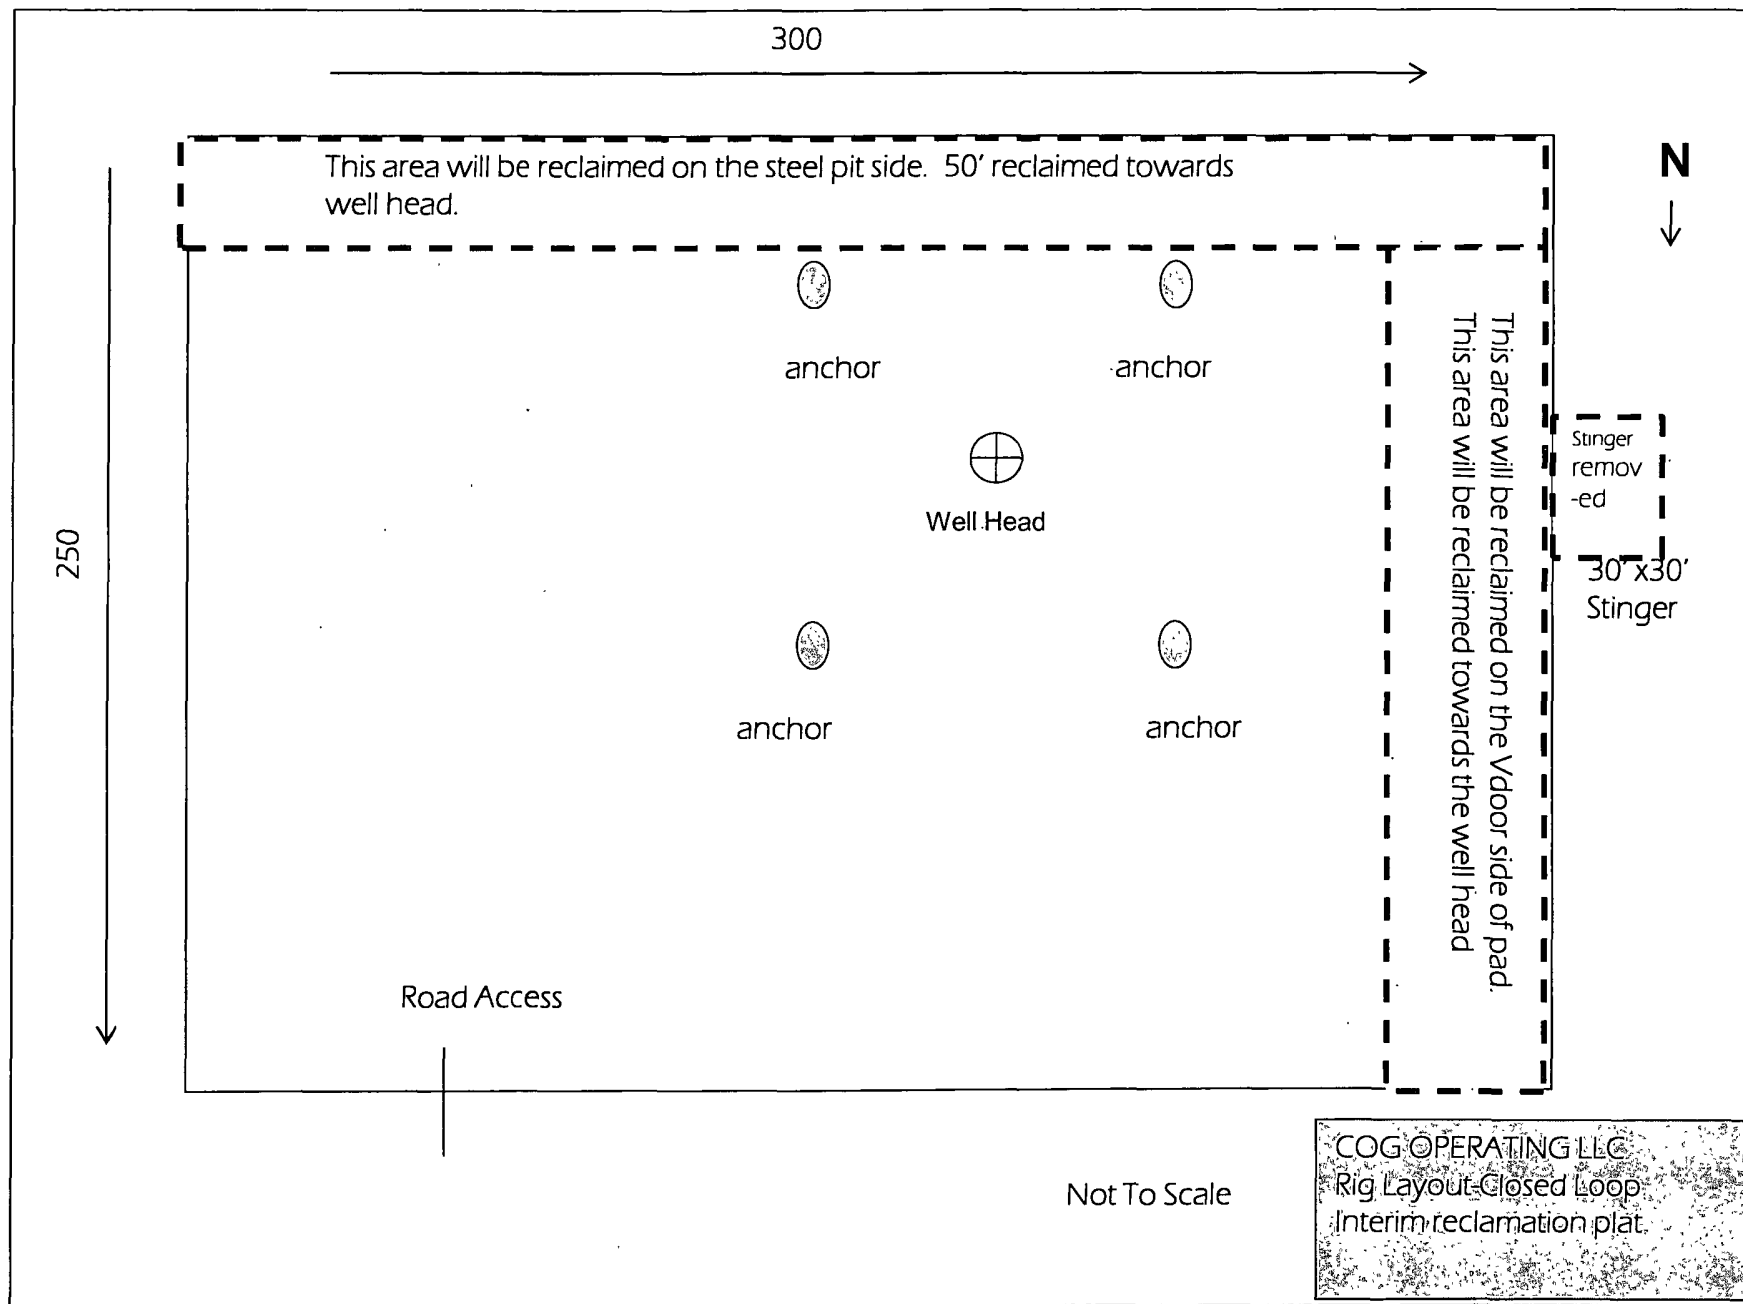 300
This area will be reclaimed on the steel pit side. 50' reclaimed towards
well head.
N
anchor
anchor
This area will be reclaimed on the Vdoor side of pad.
This area will be reclaimed towards the well head
Stinger
remov
-ed
Well Head
250
30'x30'
Stinger
anchor
anchor
Road Access
Not To Scale
COG OPERATING LLC
Rig Layout-Closed Loop
Interim reclamation plat